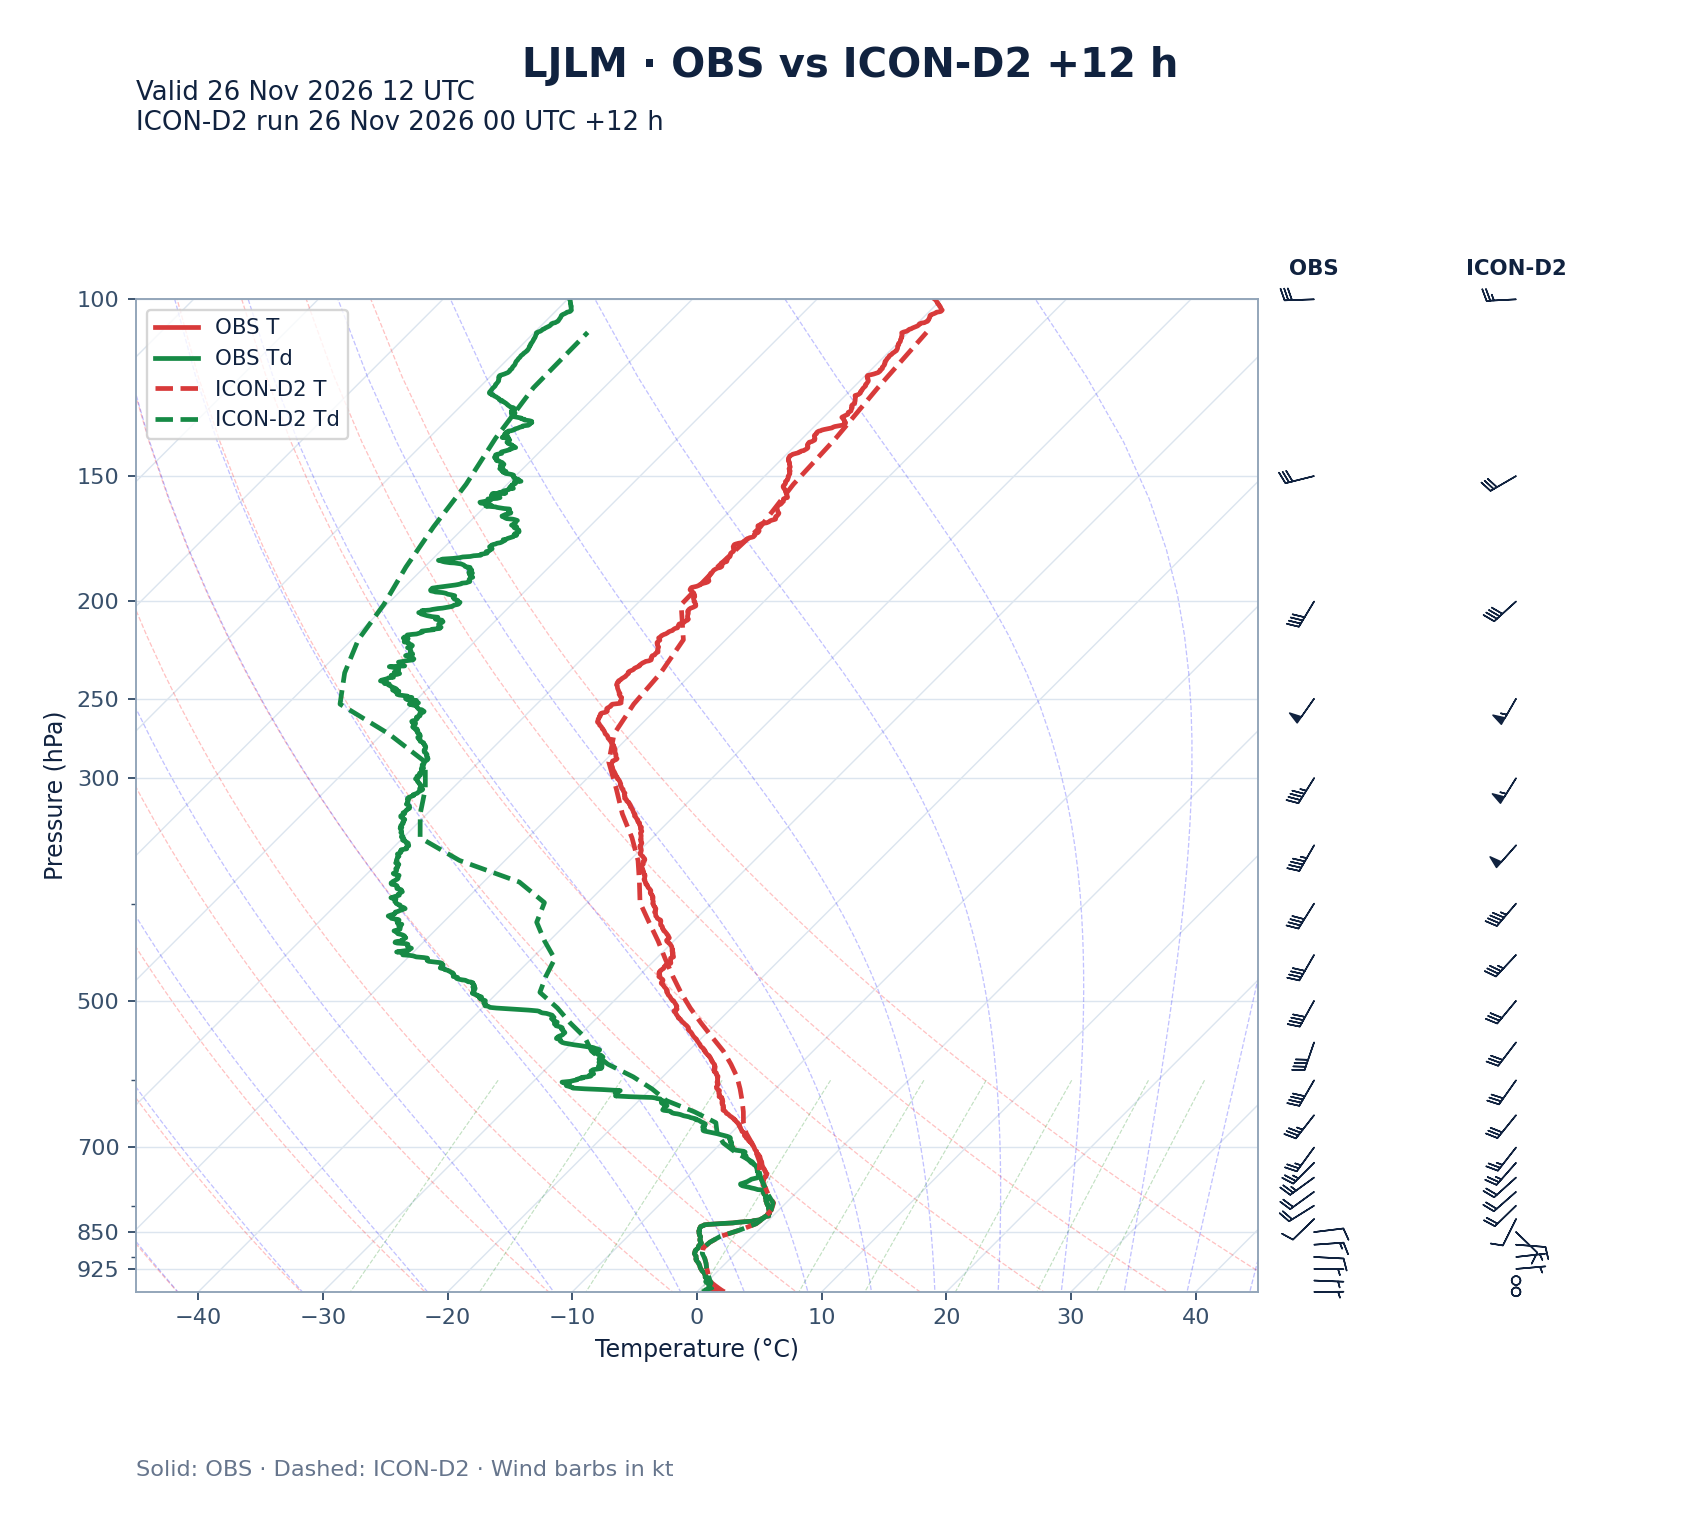 LJLM · OBS vs ICON-D2 +12 h
Valid 26 Nov 2026 12 UTC
ICON-D2 run 26 Nov 2026 00 UTC +12 h
OBS
ICON-D2
OBS T
OBS Td
ICON-D2 T
ICON-D2 Td
Pressure (hPa)
100
150
200
250
300
500
700
850
925
−40
−30
−20
−10
0
10
20
30
40
Temperature (°C)
Solid: OBS · Dashed: ICON-D2 · Wind barbs in kt